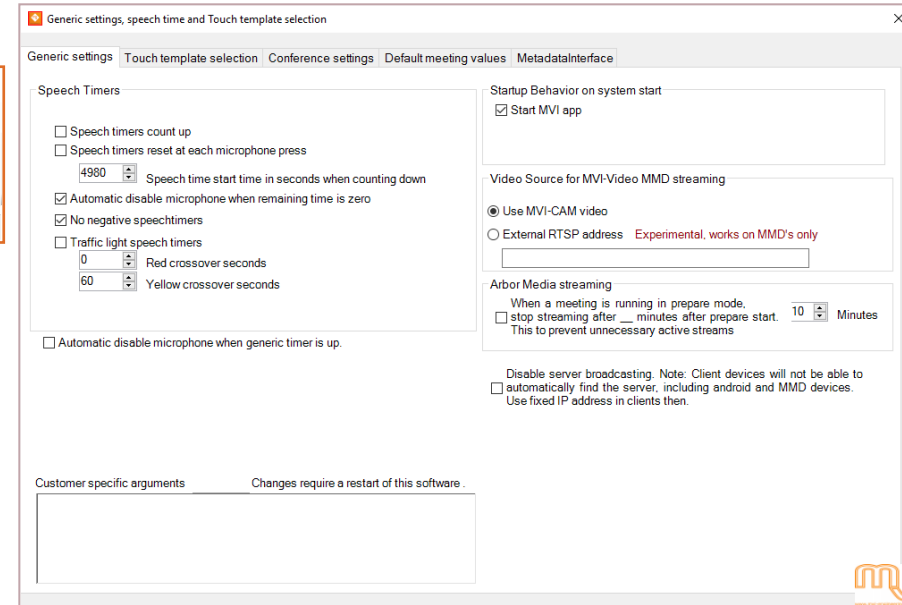 Generic settings, speech time and Touch template selection
Generic settings Touch template selection Conference settings Default meeting values MetadataInterface
Speech Timers
Speech timers count up
Speech timers reset at each microphone press
4980 Speech time start time in seconds when counting down
Automatic disable microphone when remaining time is zero
No negative speechtimers
Traffic light speech timers
0 Red crossover seconds
60 Yellow crossover seconds
Automatic disable microphone when generic timer is up.
Customer specific arguments ______ Changes require a restart of this software .
Startup Behavior on system start
Start MVI app
Video Source for MVI-Video MMD streaming
Use MVI-CAM video
External RTSP address Experimental, works on MMD's only
Arbor Media streaming
When a meeting is running in prepare mode,
stop streaming after __ minutes after prepare start. 10 Minutes
This to prevent unnecessary active streams
Disable server broadcasting. Note: Client devices will not be able to
automatically find the server, including android and MMD devices.
Use fixed IP address in clients then.